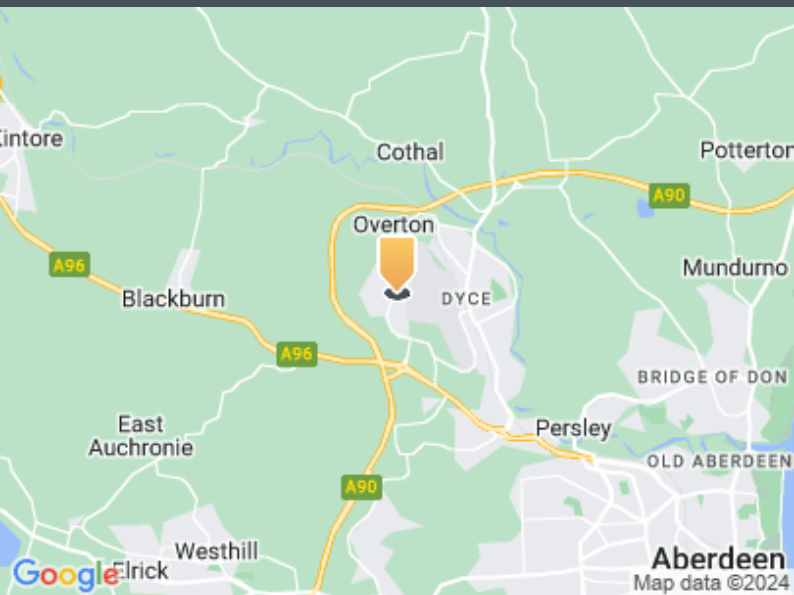 Cothal
Kintore
Potterton
A90
Overton
A96
Mundurno
Blackburn
DYCE
A96
BRIDGE OF DON
East
Auchronie
Persley
OLD ABERDEEN
A90
Westhill
Elrick
Aberdeen
Google
Map data ©2024